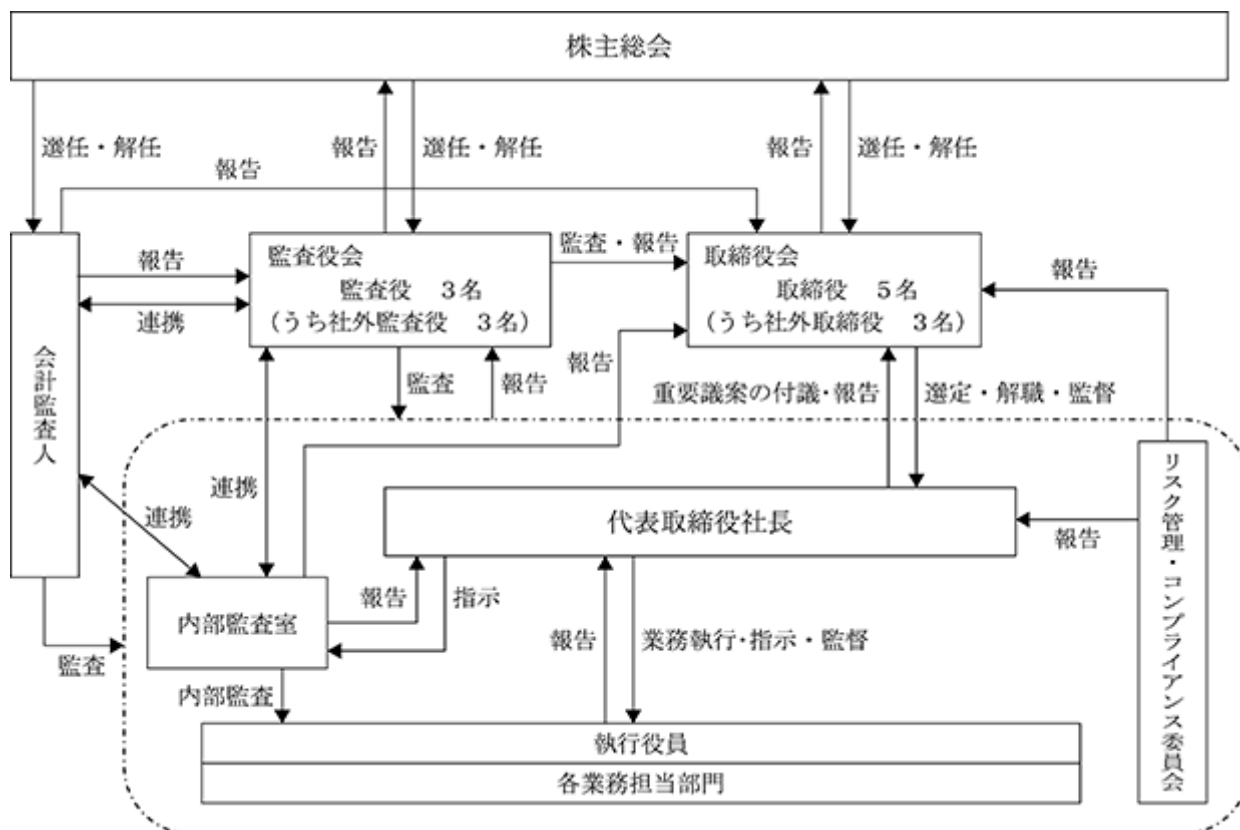 株主総会
選任・解任
報告
選任・解任
報告
選任・解任
報告
監査役会
監査役　３名
（うち社外監査役　３名）
監査・報告
取締役会
取締役　５名
（うち社外取締役　３名）
報告
報告
連携
会計監査人
監査
報告
報告
重要議案の付議・報告
選定・解職・監督
連携
連携
代表取締役社長
報告
リスク管理・コンプライアンス委員会
内部監査室
報告
指示
報告
業務執行・指示・監督
監査
内部監査
執行役員
各業務担当部門